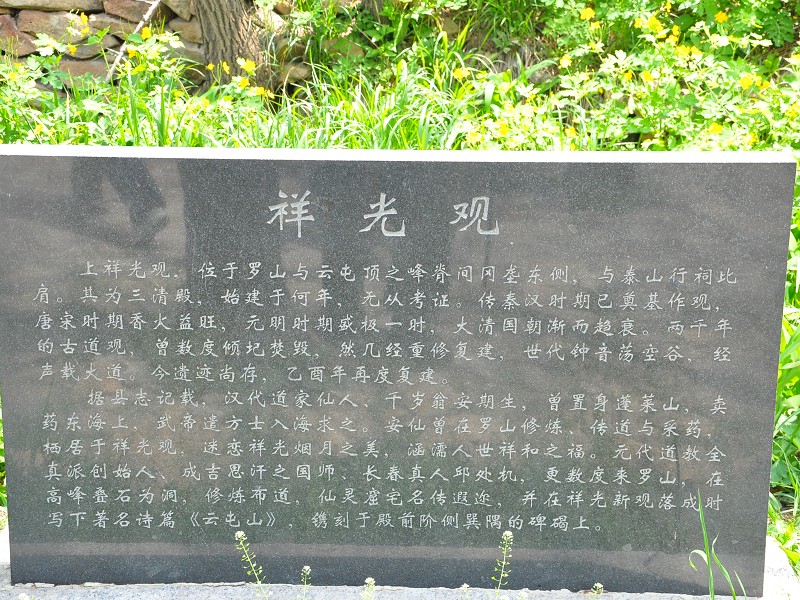 祥光观
上祥光观，位于罗山与云屯顶之峰脊间冈垄东侧，与泰山行祠比
肩。其为三清殿，始建于何年，无从考证。传秦汉时期已奠基作观，
唐宋时期香火益旺，元明时期盛极一时，大清国朝渐而趋衰。两千年
的古道观，曾数度倾圮焚毁，然几经重修复建，世代钟音荡空谷，经
声载大道。今遗迹尚存，乙酉年再度复建。
据县志记载，汉代道家仙人、千岁翁安期生，曾置身蓬莱山，卖
药东海上，武帝遣方士入海求之。安仙曾在罗山修炼、传道与采药，
栖居于祥光观，迷恋祥光烟月之美，涵濡人世祥和之福。元代道教全
真派创始人、成吉思汗之国师、长春真人邱处机，更数度来罗山，在
高峰叠石为洞，修炼布道，仙灵窟宅名传遐迩，并在祥光新观落成时
写下著名诗篇《云屯山》，镌刻于殿前阶侧巽隅的碑碣上。